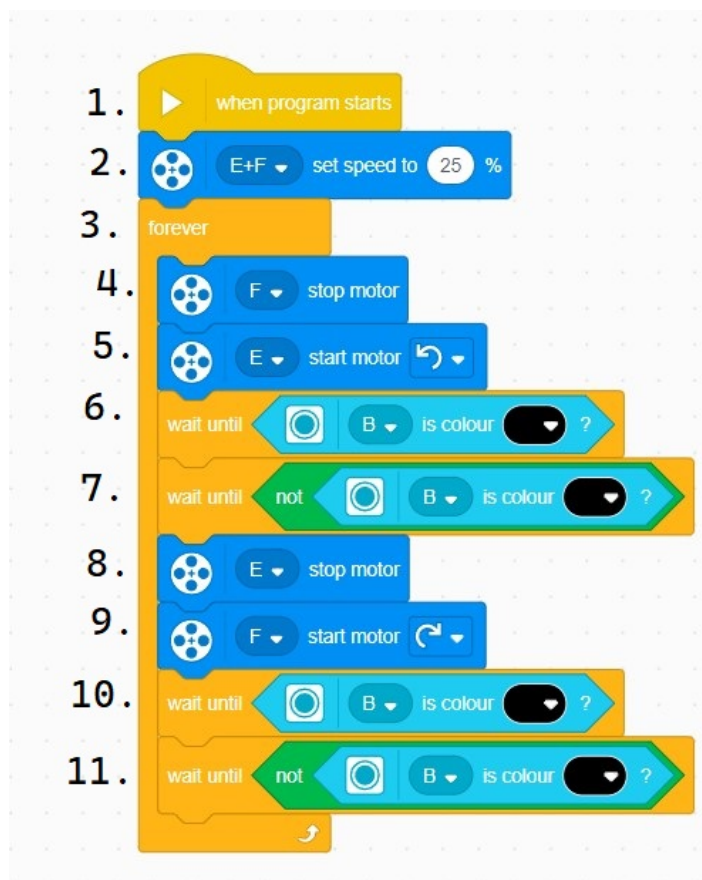 1. when program starts
2. E+F set speed to 25 %
3. forever
4. F stop motor
5. E start motor
6. wait until B is colour ?
7. wait until not B is colour ?
8. E stop motor
9. F start motor
10. wait until B is colour ?
11. wait until not B is colour ?